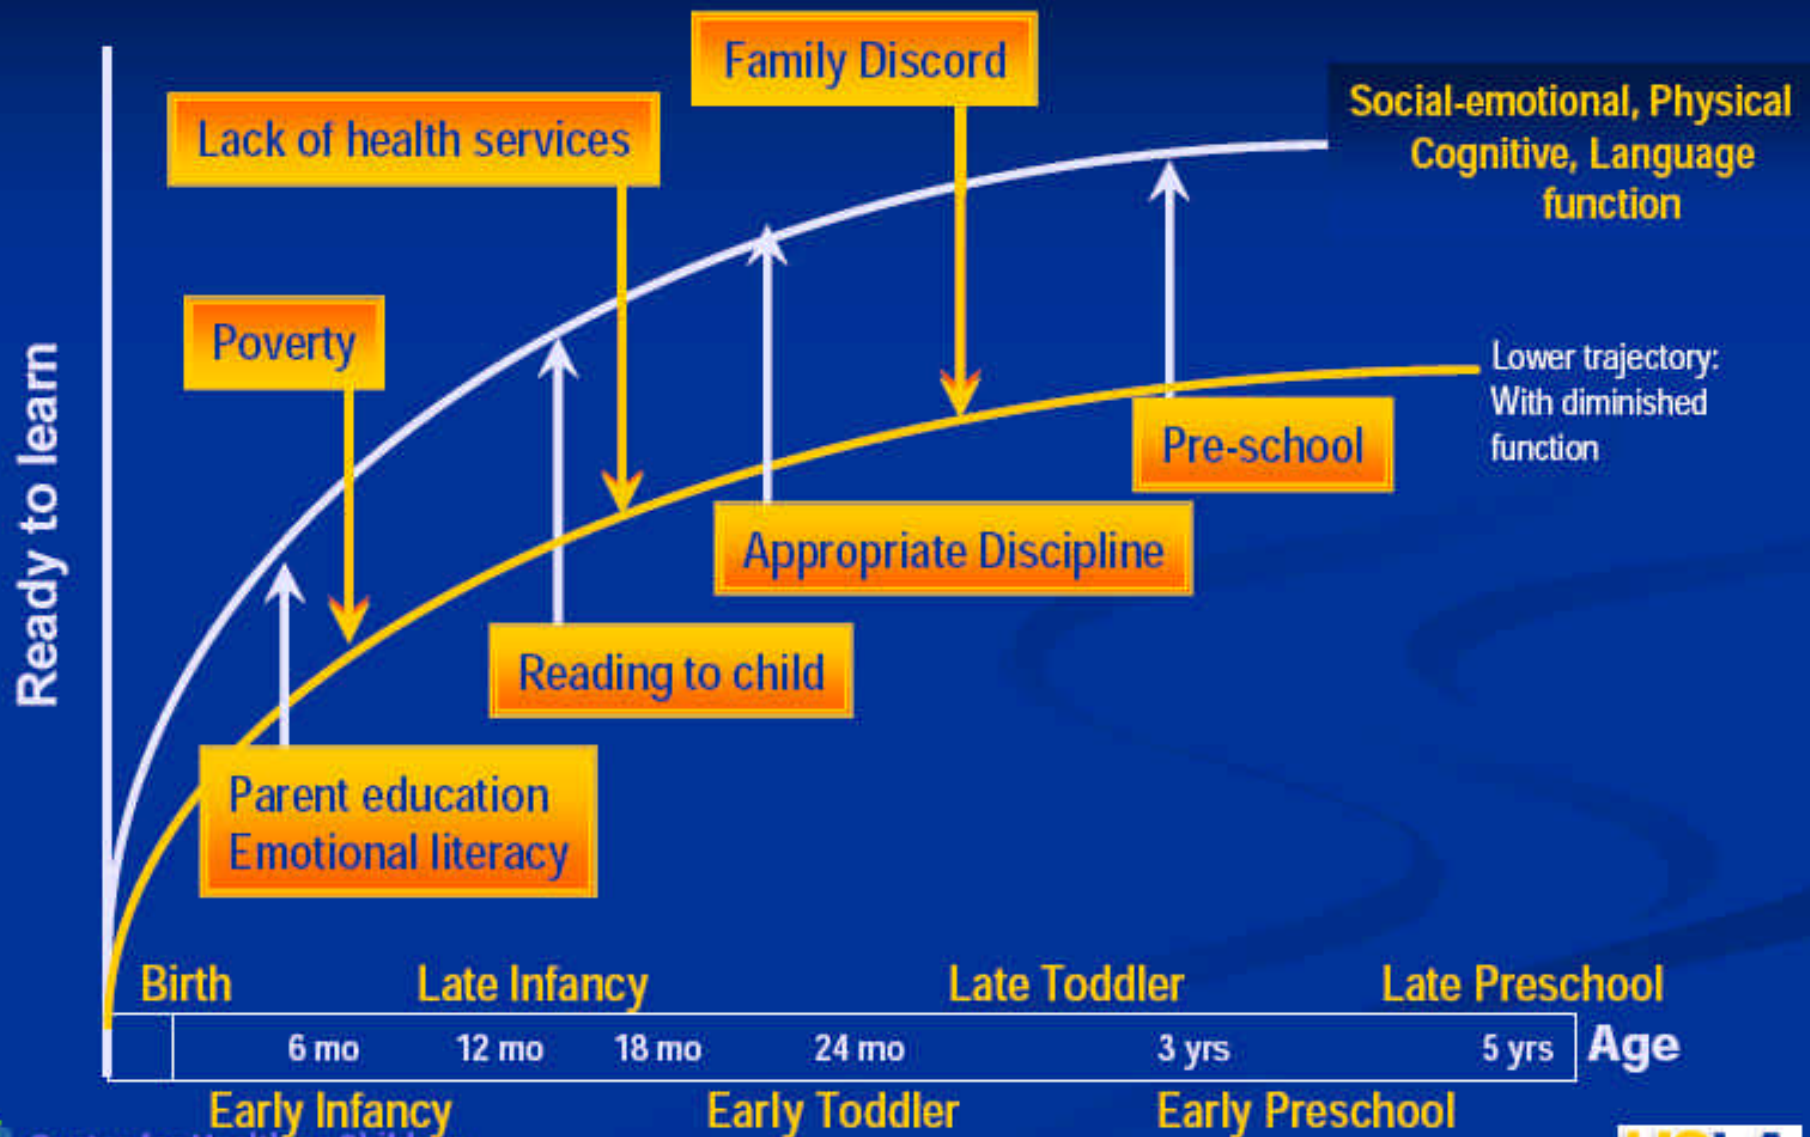 Family Discord
Lack of health services
Social-emotional, Physical
Cognitive, Language
function
Poverty
Ready to learn
Lower trajectory:
With diminished
function
Pre-school
Appropriate Discipline
Reading to child
Parent education
Emotional literacy
Birth
Late Infancy
Late Toddler
Late Preschool
6 mo
12 mo
18 mo
24 mo
3 yrs
5 yrs
Age
Early Infancy
Early Toddler
Early Preschool